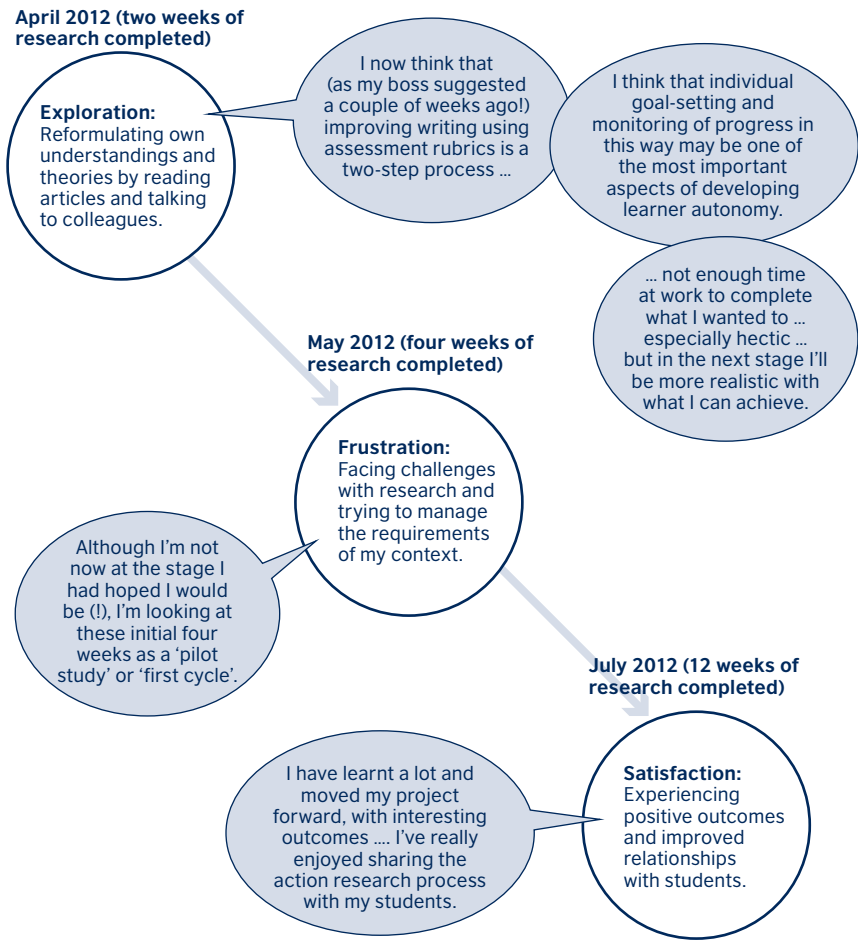 April 2012 (two weeks of
research completed)
Exploration:
Reformulating own
understandings and
theories by reading
articles and talking
to colleagues.
I now think that
(as my boss suggested
a couple of weeks ago!)
improving writing using
assessment rubrics is a
two-step process ...
I think that individual
goal-setting and
monitoring of progress in
this way may be one of
the most important
aspects of developing
learner autonomy.
... not enough time
at work to complete
what I wanted to ...
especially hectic ...
but in the next stage I'll
be more realistic with
what I can achieve.
May 2012 (four weeks of
research completed)
Frustration:
Facing challenges
with research and
trying to manage
the requirements
of my context.
Although I'm not
now at the stage I
had hoped I would
be (!), I'm looking at
these initial four
weeks as a 'pilot
study' or 'first cycle'.
July 2012 (12 weeks of
research completed)
Satisfaction:
Experiencing
positive outcomes
and improved
relationships
with students.
I have learnt a lot and
moved my project
forward, with interesting
outcomes .... I've really
enjoyed sharing the
action research process
with my students.